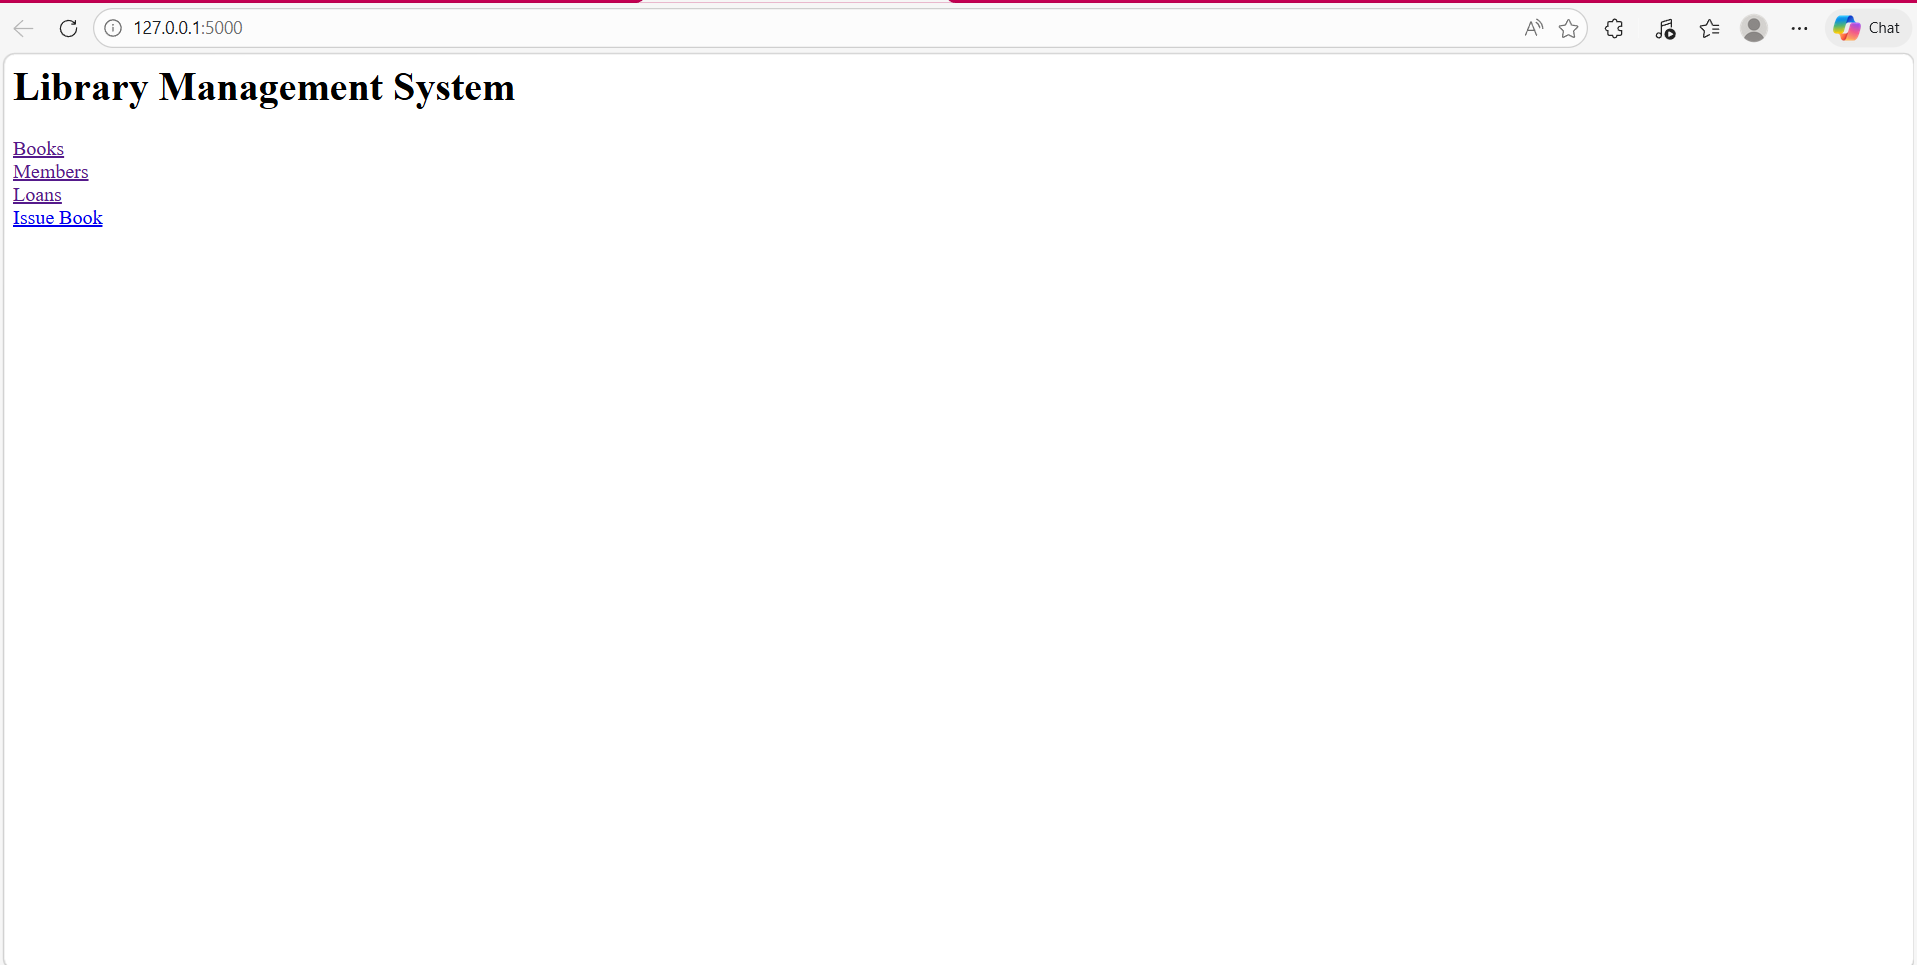 127.0.0.1:5000
Chat
Library Management System
Books
Members
Loans
Issue Book